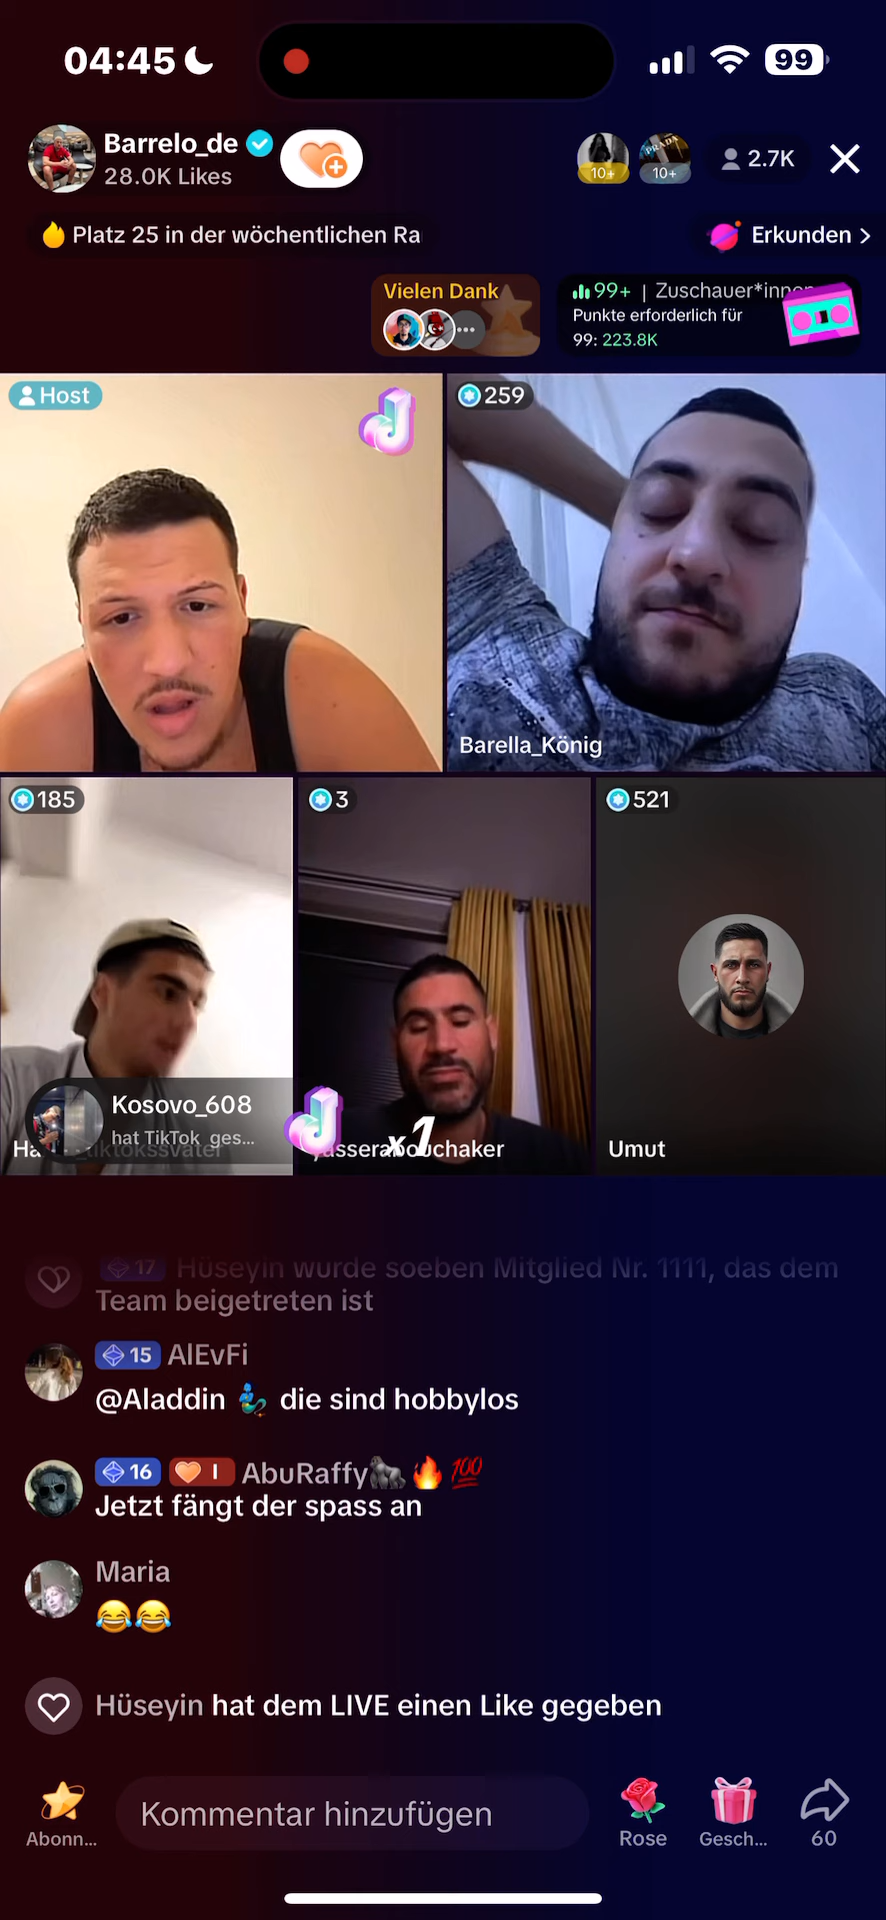 04:45
99
Barrelo_de
28.0K Likes
10+
10+
2.7K
Platz 25 in der wöchentlichen Ra
Erkunden >
Vielen Dank
99+ | Zuschauer*innen
Punkte erforderlich für
99: 223.8K
Host
259
PRADA
Barella_König
185
3
521
Kosovo_608
hat TikTok ges...
x1
Umut
17 Hüseyin wurde soeben Mitglied Nr. 1111, das dem
Team beigetreten ist
15 AlEvFi
@Aladdin 🧞‍♂️ die sind hobbylos
16 I AbuRaffy🦍🔥💯
Jetzt fängt der spass an
Maria
😂😂
Hüseyin hat dem LIVE einen Like gegeben
Abonn...
Kommentar hinzufügen
Rose
Gesch...
60